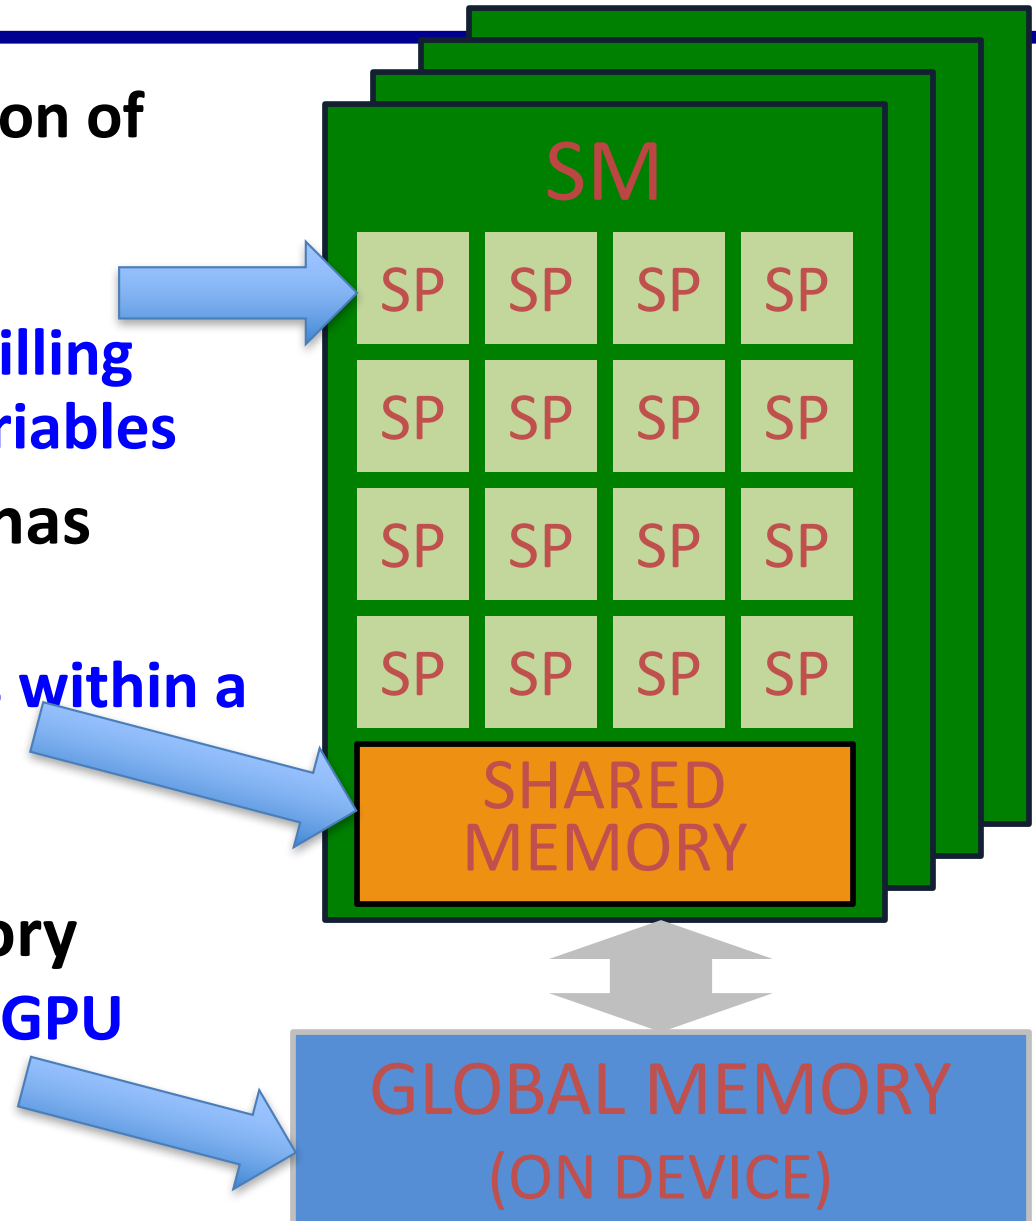 on of
illing
riables
has
s within a
ory
GPU
SM
SP SP SP SP
SP SP SP SP
SP SP SP SP
SP SP SP SP
SHARED
MEMORY
GLOBAL MEMORY
(ON DEVICE)